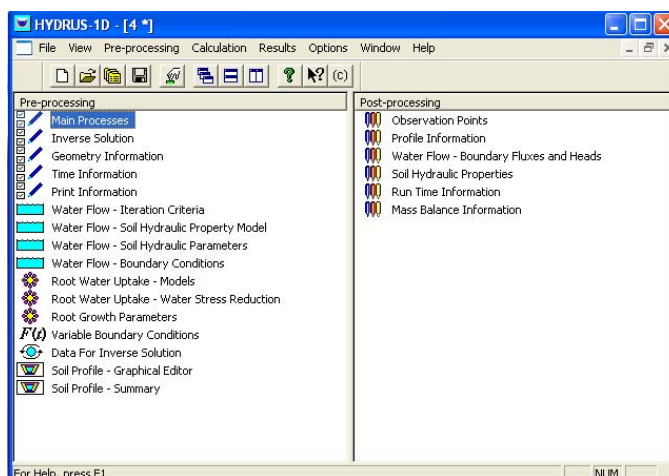 HYDRUS-1D - [4 *]
File View Pre-processing Calculation Results Options Window Help
(c)
Pre-processing
Main Processes
Inverse Solution
Geometry Information
Time Information
Print Information
Water Flow - Iteration Criteria
Water Flow - Soil Hydraulic Property Model
Water Flow - Soil Hydraulic Parameters
Water Flow - Boundary Conditions
Root Water Uptake - Models
Root Water Uptake - Water Stress Reduction
Root Growth Parameters
F(t) Variable Boundary Conditions
Data For Inverse Solution
Soil Profile - Graphical Editor
Soil Profile - Summary
Post-processing
Observation Points
Profile Information
Water Flow - Boundary Fluxes and Heads
Soil Hydraulic Properties
Run Time Information
Mass Balance Information
For Help, press F1
NUM